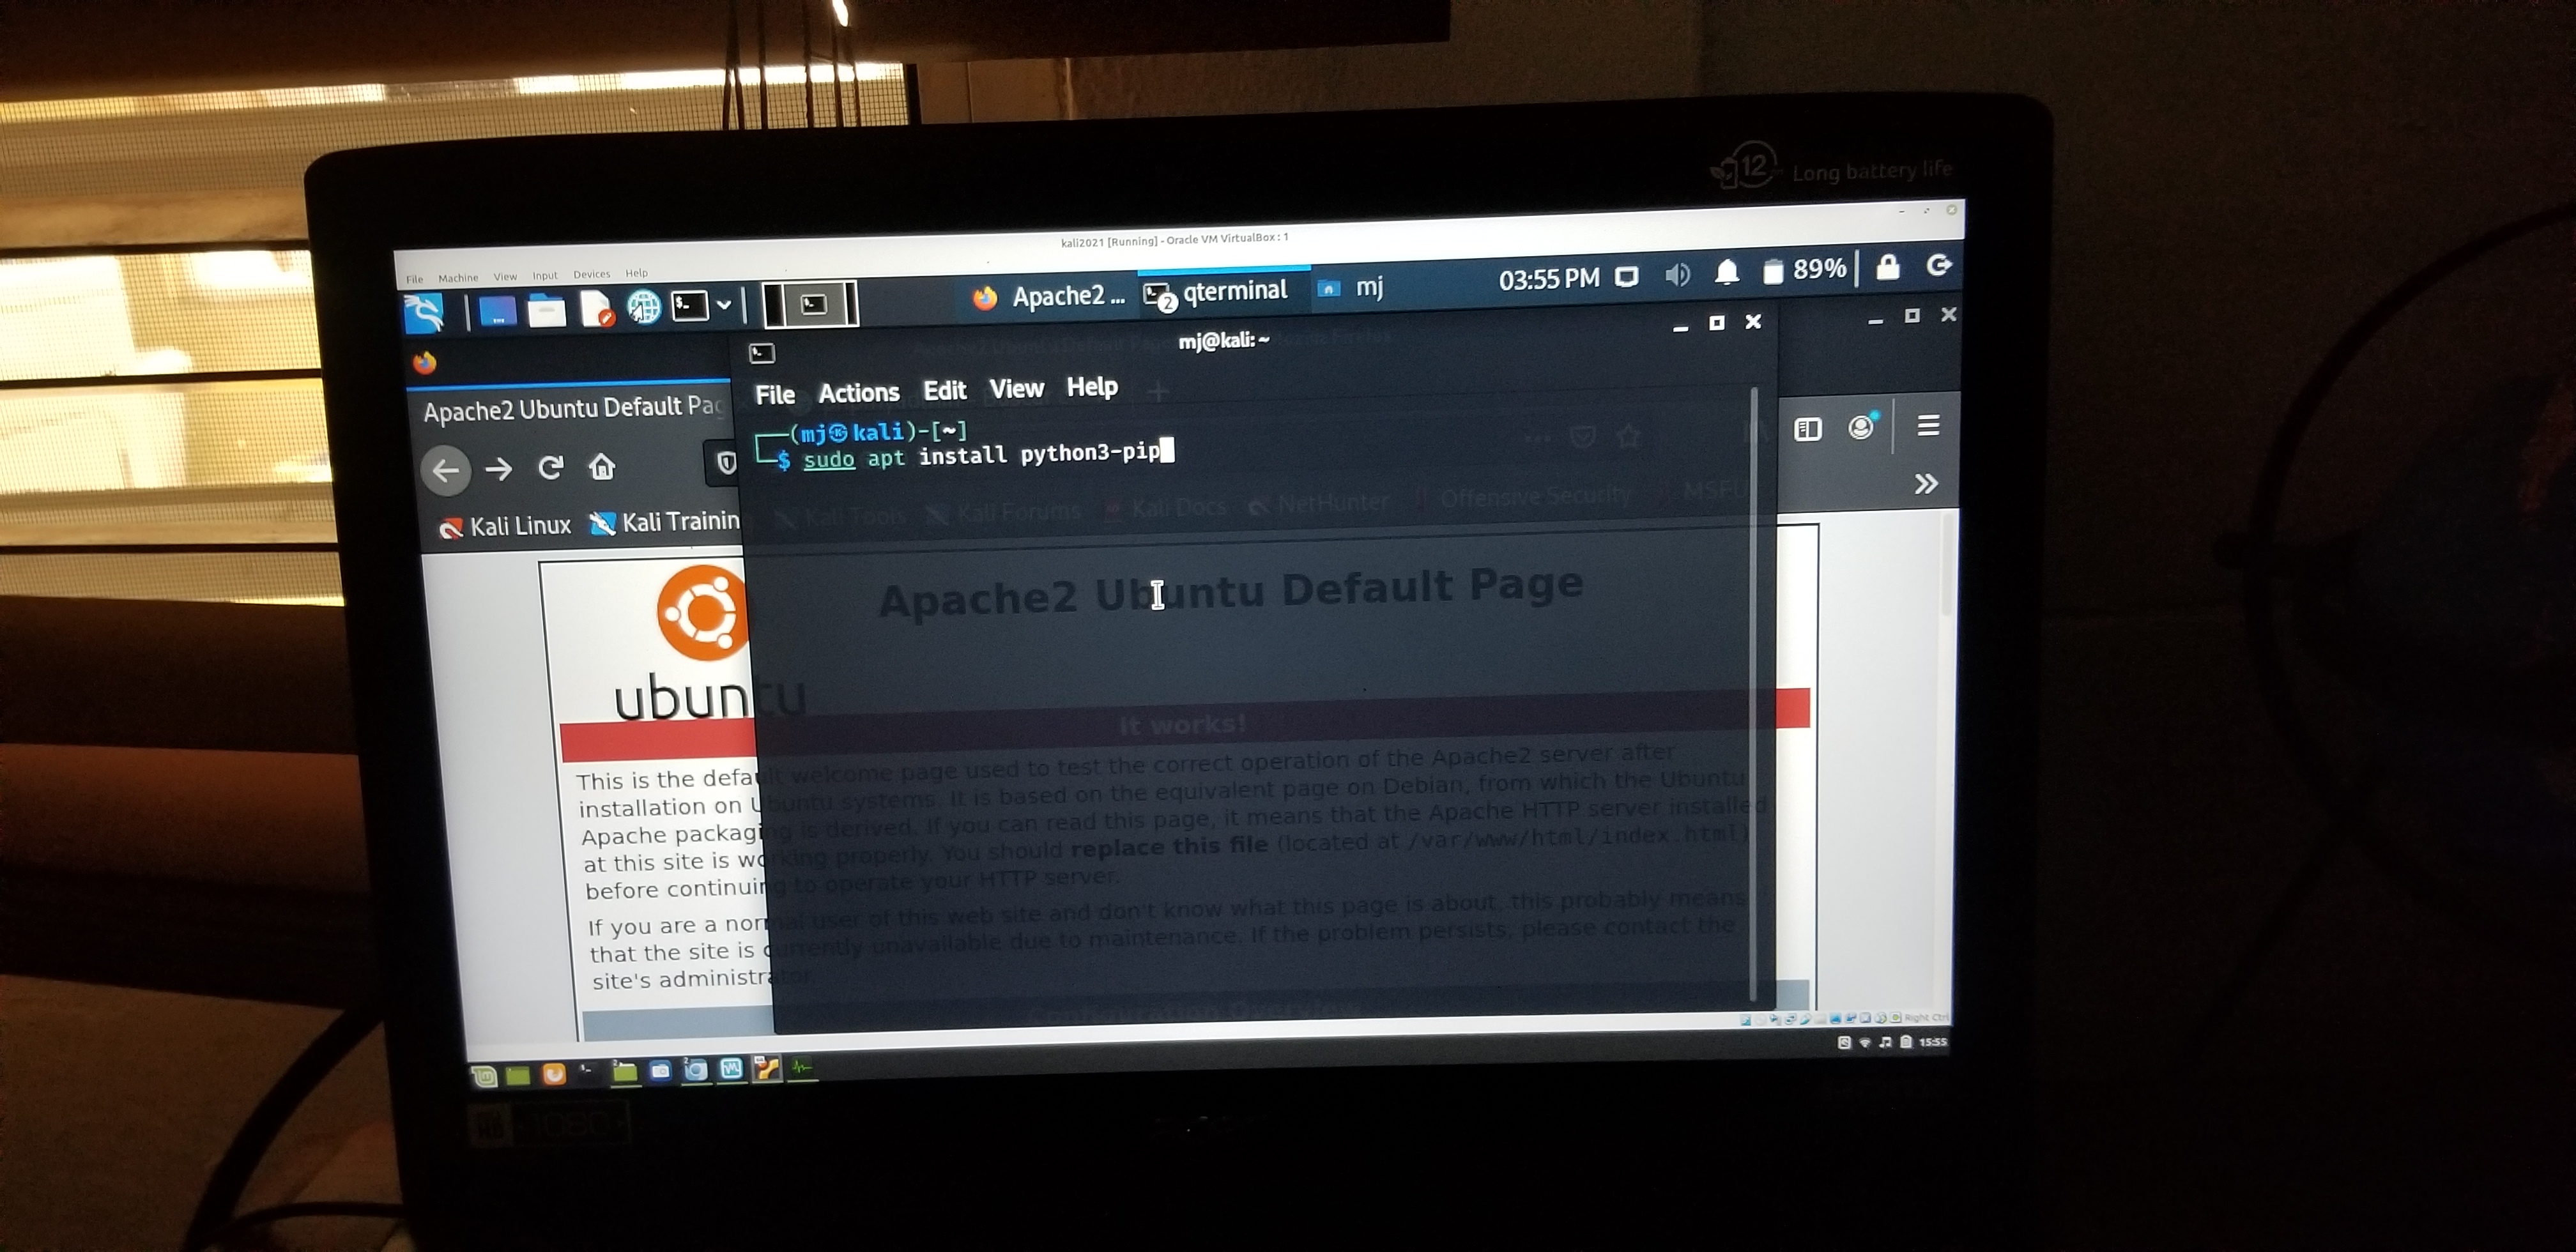 12 Long battery life
kali2021 [Running] - Oracle VM VirtualBox : 1
File Machine View Input Devices Help
Apache2 ... 2 qterminal mj 03:55 PM 89%
mj@kali: ~
File Actions Edit View Help
Apache2 Ubuntu Default Pag
(mj㉿kali)-[~]
$ sudo apt install python3-pip
Kali Linux Kali Training Kali Tools Kali Forums Kali Docs NetHunter Offensive Security MSFU
Apache2 Ubuntu Default Page
ubuntu
It works!
This is the default welcome page used to test the correct operation of the Apache2 server after
installation on Ubuntu systems. It is based on the equivalent page on Debian, from which the Ubuntu
Apache packaging is derived. If you can read this page, it means that the Apache HTTP server installed
at this site is working properly. You should replace this file (located at /var/www/html/index.html)
before continuing to operate your HTTP server.
If you are a normal user of this web site and don't know what this page is about, this probably means
that the site is currently unavailable due to maintenance. If the problem persists, please contact the
site's administrator.
Configuration Overview
Right Ctrl
15:55
1080